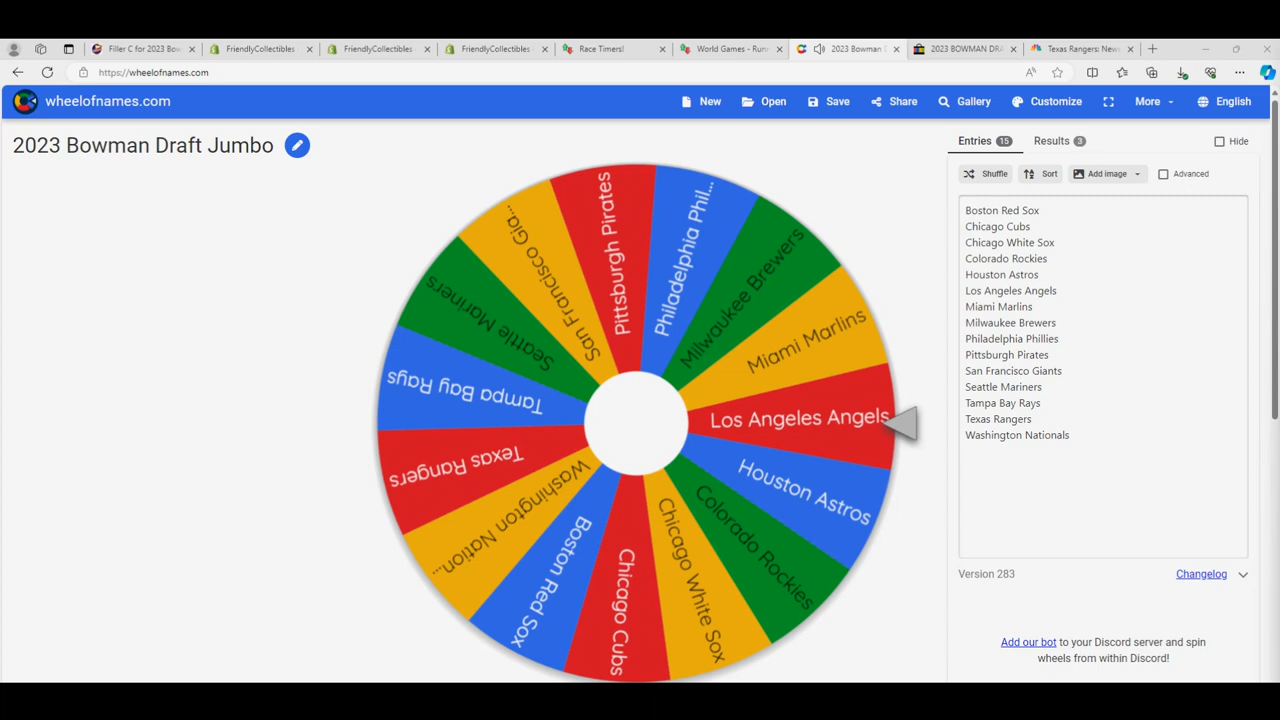 Filler C for 2023 Bowm
FriendlyCollectibles
FriendlyCollectibles
FriendlyCollectibles
Race Timers!
World Games - Runn
2023 Bowman D
2023 BOWMAN DRA
Texas Rangers: News
https://wheelofnames.com
wheelofnames.com
New
Open
Save
Share
Gallery
Customize
More
English
2023 Bowman Draft Jumbo
Entries 15
Results 3
Hide
Shuffle
Sort
Add image
Advanced
Boston Red Sox
Chicago Cubs
Chicago White Sox
Colorado Rockies
Houston Astros
Los Angeles Angels
Miami Marlins
Milwaukee Brewers
Philadelphia Phillies
Pittsburgh Pirates
San Francisco Giants
Seattle Mariners
Tampa Bay Rays
Texas Rangers
Washington Nationals
Version 283
Changelog
Add our bot to your Discord server and spin
wheels from within Discord!
Pittsburgh Pirates
Philadelphia Phil...
Milwaukee Brewers
Miami Marlins
Los Angeles Angels
Houston Astros
Colorado Rockies
Chicago White Sox
Chicago Cubs
Boston Red Sox
Washington Nation...
Texas Rangers
Tampa Bay Rays
Seattle Mariners
San Francisco Gia...